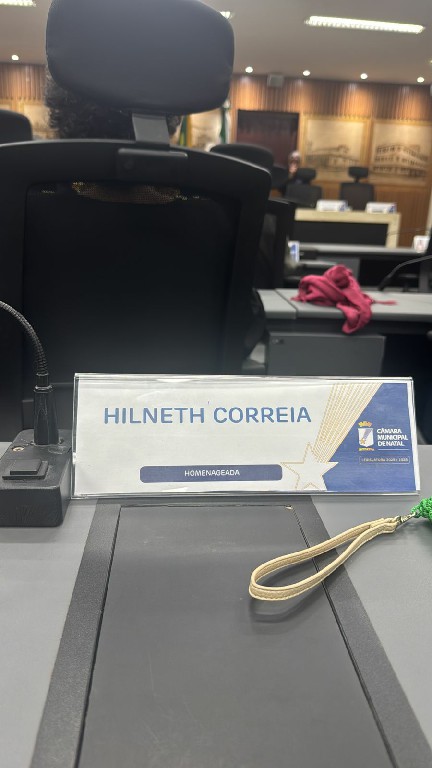 HILNETH CORREIA
CÂMARA
MUNICIPAL
DE NATAL
HOMENAGEADA